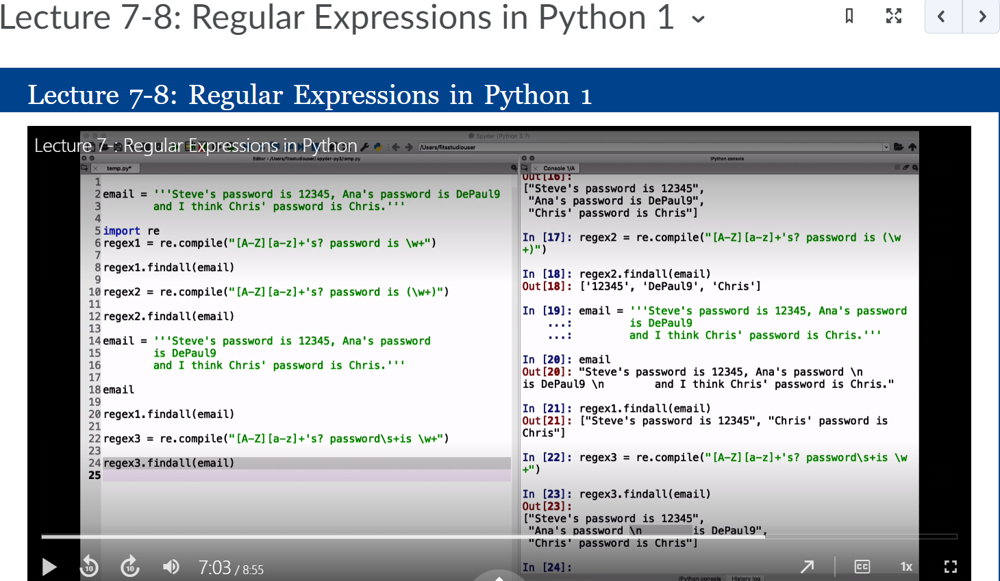 Lecture 7-8: Regular Expressions in Python 1
Lecture 7-8: Regular Expressions in Python 1
Lecture 7-: Regular Expressions in Python
Spyder (Python 3.7)
/Users/fitsstudiouser
Editor - /Users/fitsstudiouser/.spyder-py3/temp.py
temp.py*
1
2 email = '''Steve's password is 12345, Ana's password is DePaul9
3         and I think Chris' password is Chris.'''
4
5 import re
6 regex1 = re.compile("[A-Z][a-z]+'s? password is \w+")
7
8 regex1.findall(email)
9
10 regex2 = re.compile("[A-Z][a-z]+'s? password is (\w+)")
11
12 regex2.findall(email)
13
14 email = '''Steve's password is 12345, Ana's password
15         is DePaul9
16         and I think Chris' password is Chris.'''
17
18 email
19
20 regex1.findall(email)
21
22 regex3 = re.compile("[A-Z][a-z]+'s? password\s+is \w+")
23
24 regex3.findall(email)
25
IPython console
Console 1/A
Out[16]:
["Steve's password is 12345",
 "Ana's password is DePaul9",
 "Chris' password is Chris"]
In [17]: regex2 = re.compile("[A-Z][a-z]+'s? password is (\w
+)")
In [18]: regex2.findall(email)
Out[18]: ['12345', 'DePaul9', 'Chris']
In [19]: email = '''Steve's password is 12345, Ana's password
    ...:         is DePaul9
    ...:         and I think Chris' password is Chris.'''
In [20]: email
Out[20]: "Steve's password is 12345, Ana's password \n
is DePaul9 \n        and I think Chris' password is Chris."
In [21]: regex1.findall(email)
Out[21]: ["Steve's password is 12345", "Chris' password is
Chris"]
In [22]: regex3 = re.compile("[A-Z][a-z]+'s? password\s+is \w
+")
In [23]: regex3.findall(email)
Out[23]:
["Steve's password is 12345",
 "Ana's password \n        is DePaul9",
 "Chris' password is Chris"]
In [24]:
IPython console History log
10 10 7:03 / 8:55 CC 1x